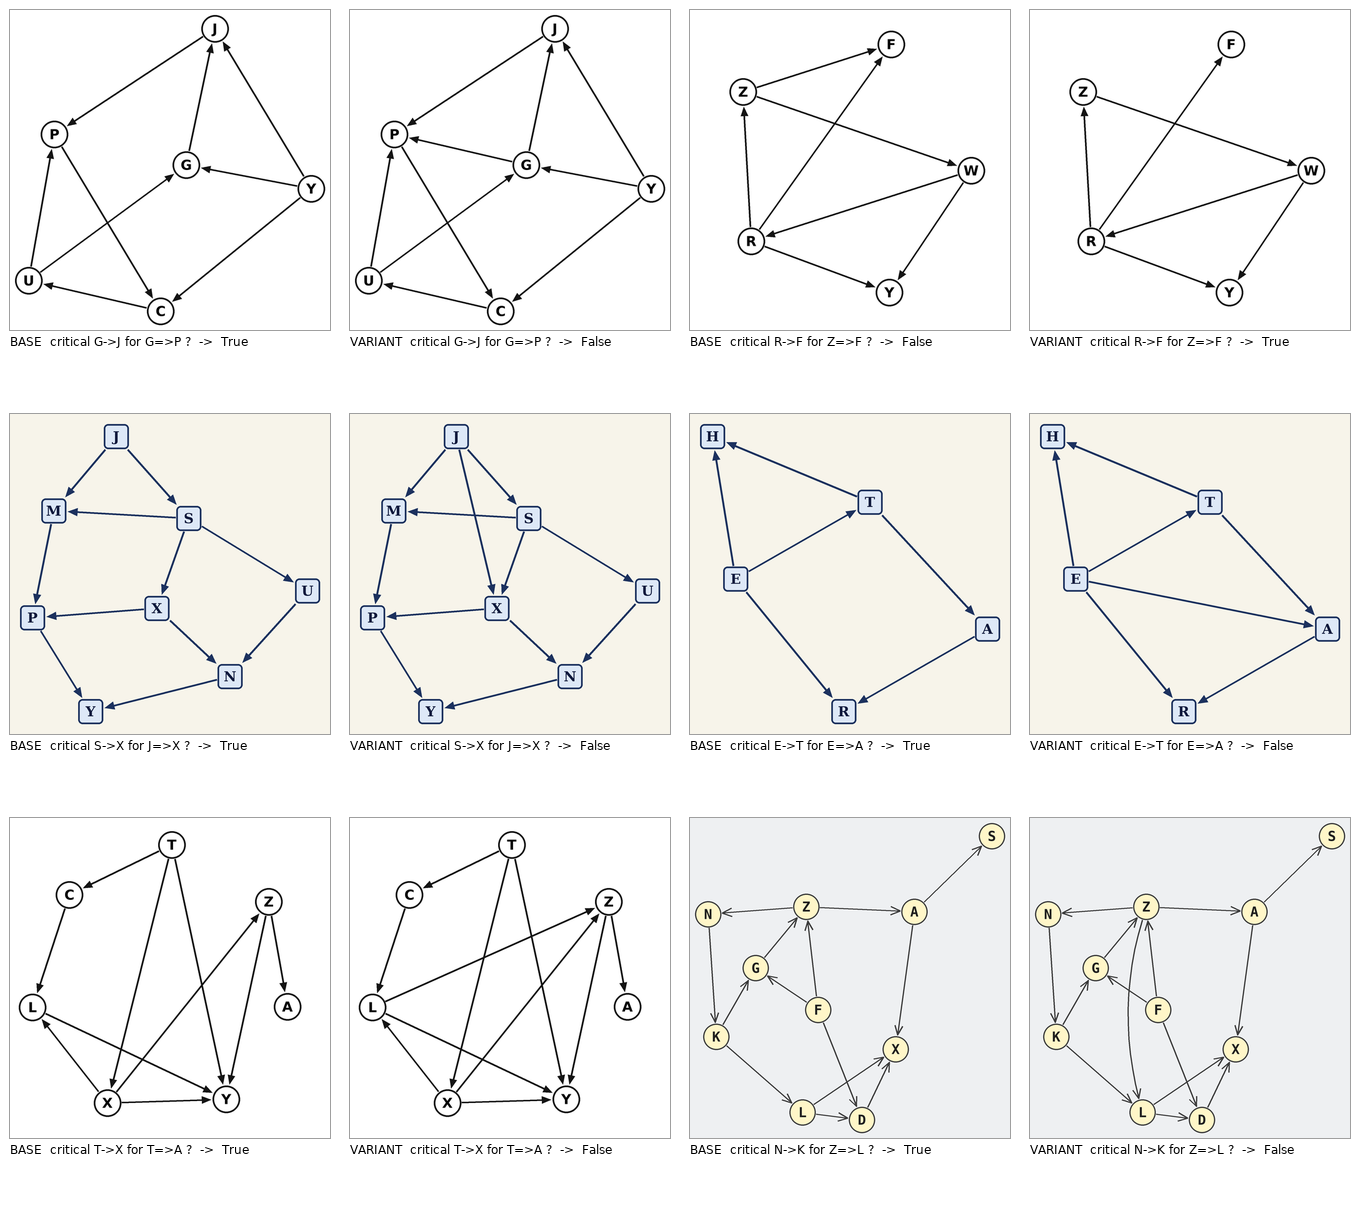 J
P
G
Y
U
C
BASE critical G->J for G=>P ? -> True
J
P
G
Y
U
C
VARIANT critical G->J for G=>P ? -> False
F
Z
W
R
Y
BASE critical R->F for Z=>F ? -> False
F
Z
W
R
Y
VARIANT critical R->F for Z=>F ? -> True
J
M
S
U
X
P
N
Y
BASE critical S->X for J=>X ? -> True
J
M
S
U
X
P
N
Y
VARIANT critical S->X for J=>X ? -> False
H
T
E
A
R
BASE critical E->T for E=>A ? -> True
H
T
E
A
R
VARIANT critical E->T for E=>A ? -> False
T
C
Z
L
A
X
Y
BASE critical T->X for T=>A ? -> True
T
C
Z
L
A
X
Y
VARIANT critical T->X for T=>A ? -> False
S
N
Z
A
G
F
K
X
L
D
BASE critical N->K for Z=>L ? -> True
S
N
Z
A
G
F
K
X
L
D
VARIANT critical N->K for Z=>L ? -> False